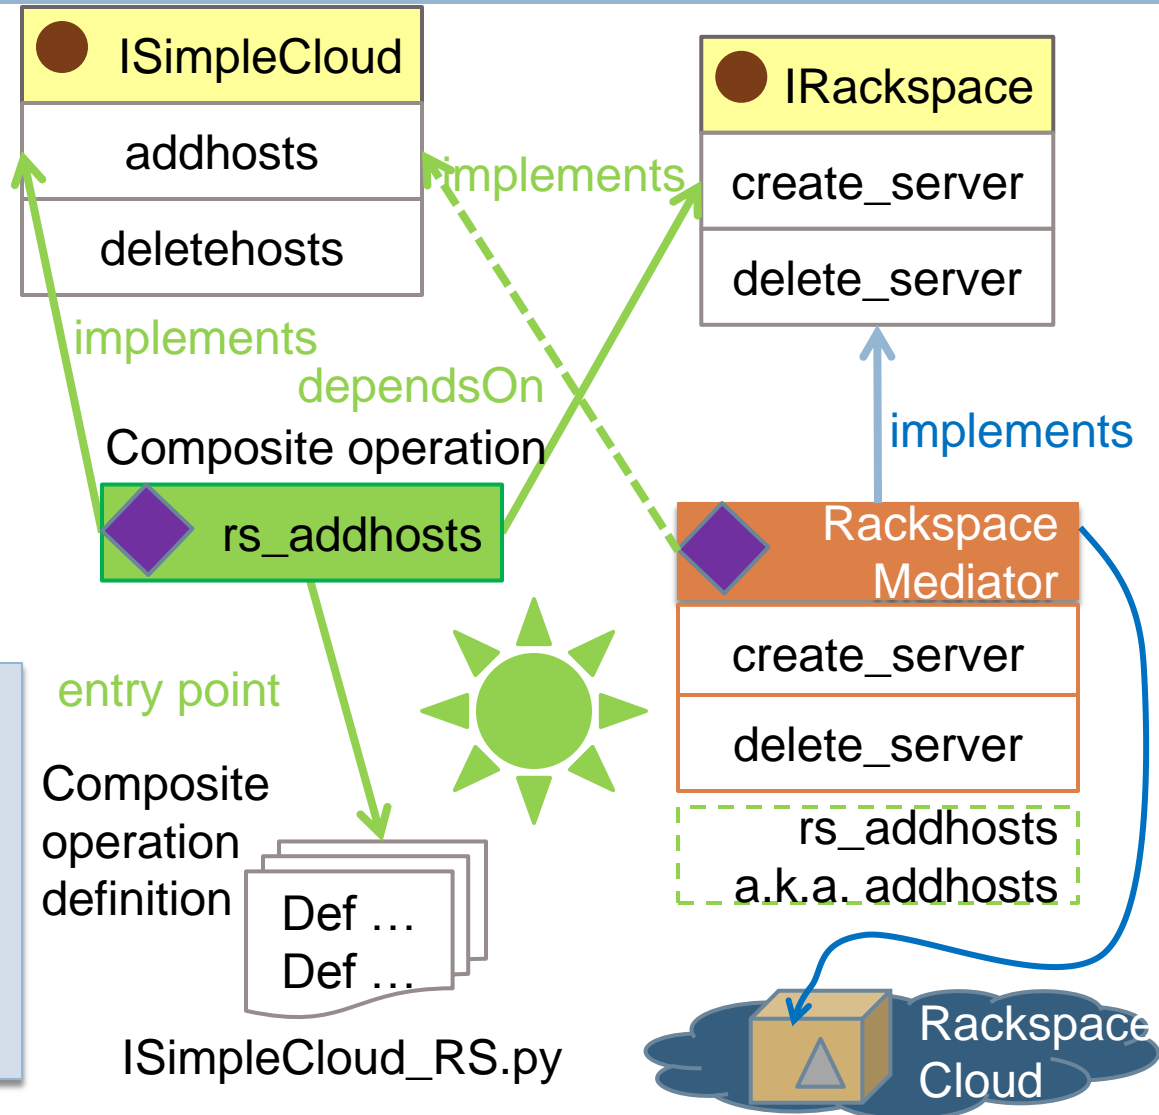 ISimpleCloud
addhosts
deletehosts
IRackspace
create_server
delete_server
implements
implements
dependsOn
implements
Composite operation
rs_addhosts
Rackspace
Mediator
create_server
delete_server
rs_addhosts
a.k.a. addhosts
entry point
Composite
operation
definition
Def …
Def …
ISimpleCloud_RS.py
Rackspace
Cloud